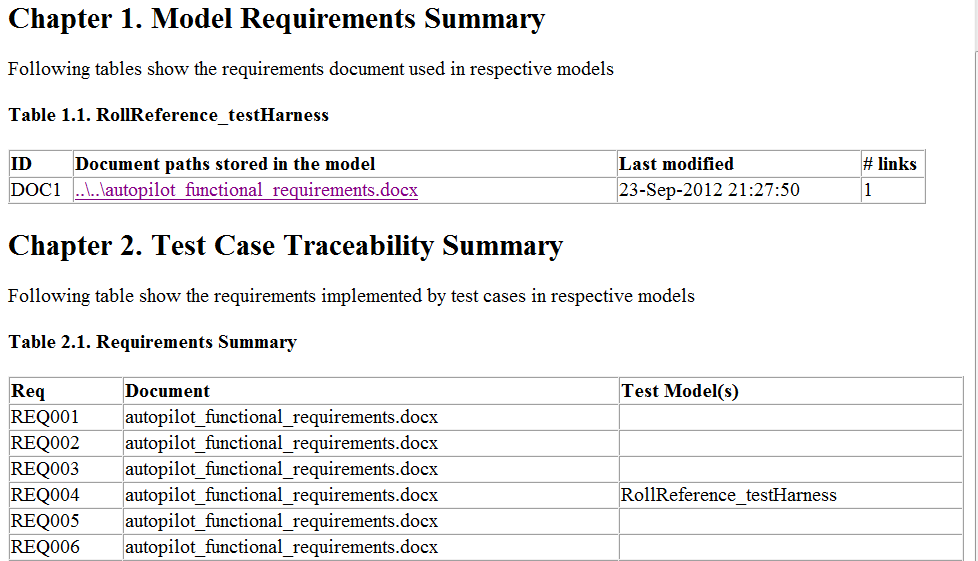 Chapter 1. Model Requirements Summary
Following tables show the requirements document used in respective models
Table 1.1. RollReference_testHarness
ID Document paths stored in the model Last modified # links
DOC1 ..\..\autopilot_functional_requirements.docx 23-Sep-2012 21:27:50 1
Chapter 2. Test Case Traceability Summary
Following table show the requirements implemented by test cases in respective models
Table 2.1. Requirements Summary
Req Document Test Model(s)
REQ001 autopilot_functional_requirements.docx
REQ002 autopilot_functional_requirements.docx
REQ003 autopilot_functional_requirements.docx
REQ004 autopilot_functional_requirements.docx RollReference_testHarness
REQ005 autopilot_functional_requirements.docx
REQ006 autopilot_functional_requirements.docx